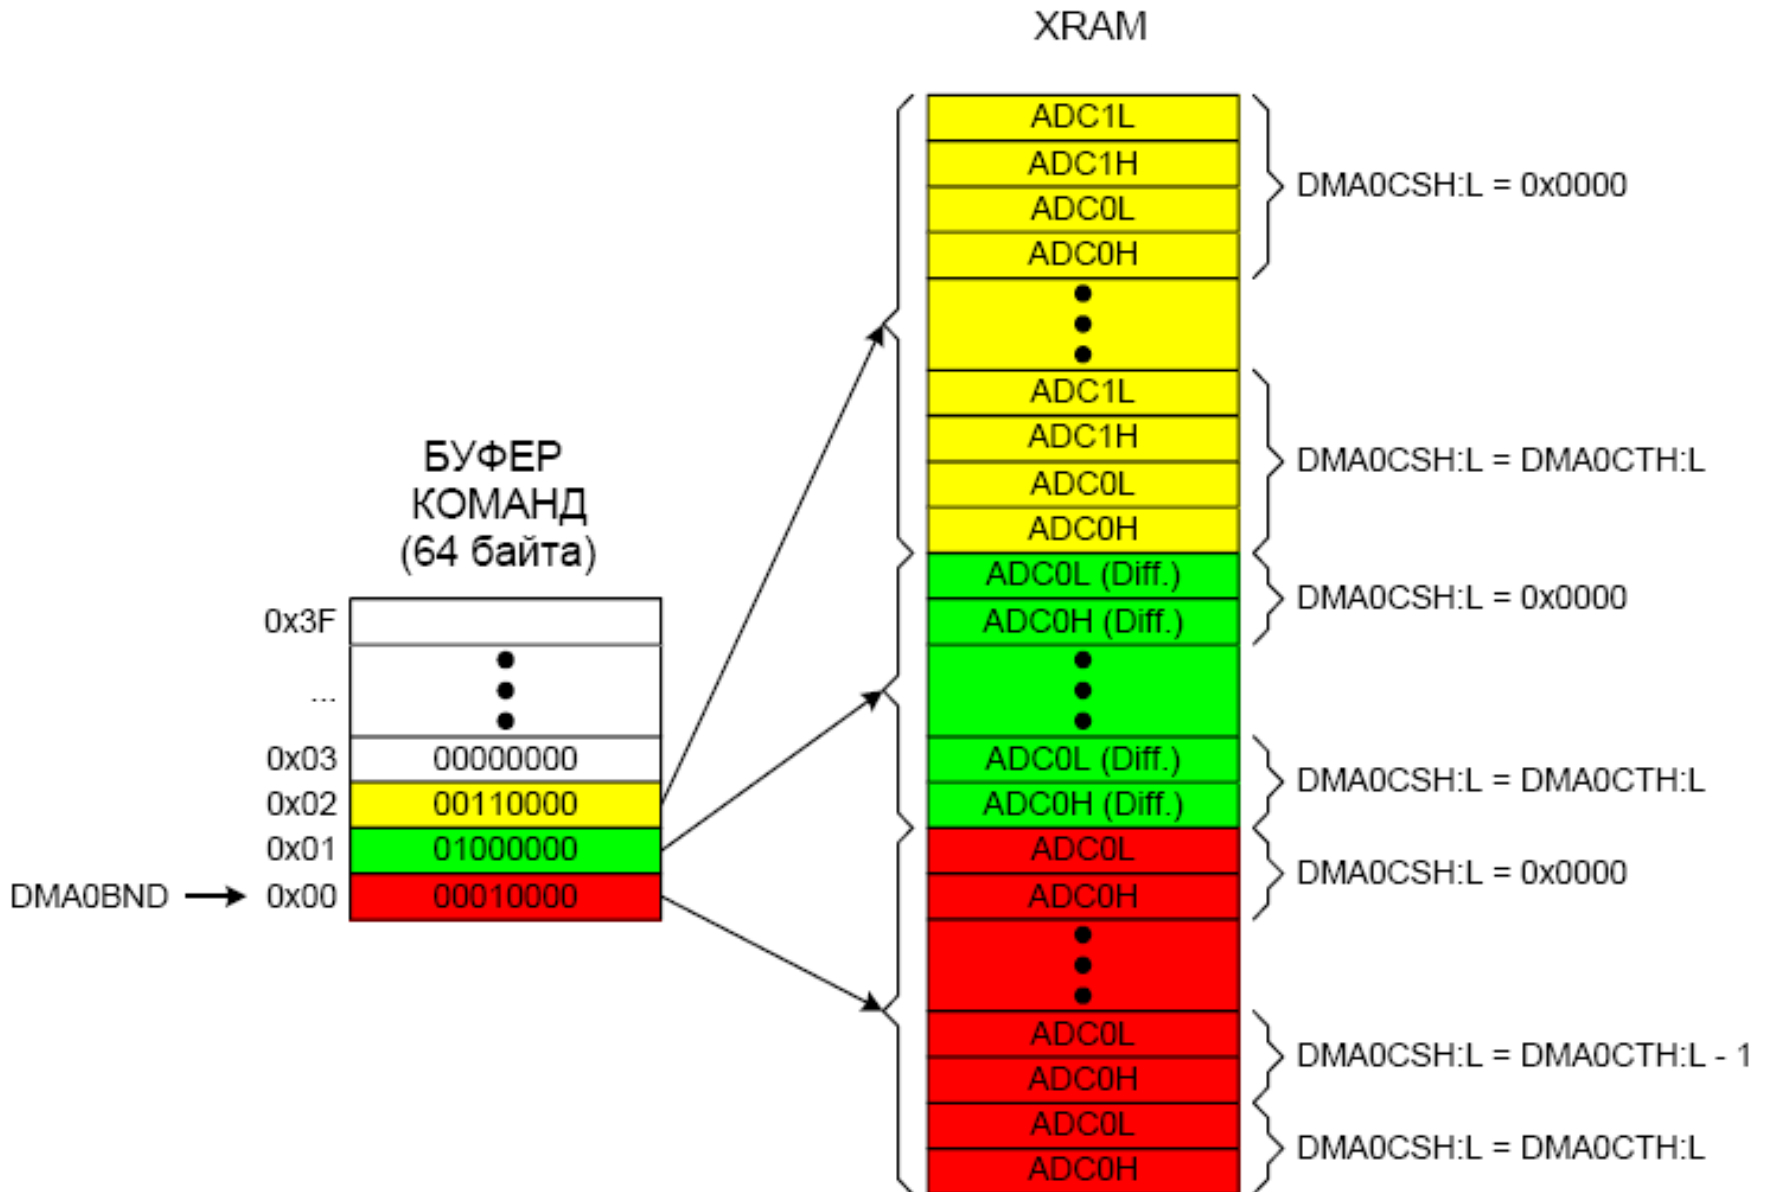 XRAM
ADC1L
ADC1H
ADC0L
ADC0H
DMA0CSH:L = 0x0000
ADC1L
ADC1H
ADC0L
ADC0H
DMA0CSH:L = DMA0CTH:L
ADC0L (Diff.)
ADC0H (Diff.)
DMA0CSH:L = 0x0000
ADC0L (Diff.)
ADC0H (Diff.)
DMA0CSH:L = DMA0CTH:L
ADC0L
ADC0H
DMA0CSH:L = 0x0000
ADC0L
ADC0H
DMA0CSH:L = DMA0CTH:L - 1
ADC0L
ADC0H
DMA0CSH:L = DMA0CTH:L
БУФЕР
КОМАНД
(64 байта)
0x3F
...
0x03 00000000
0x02 00110000
0x01 01000000
DMA0BND 0x00 00010000